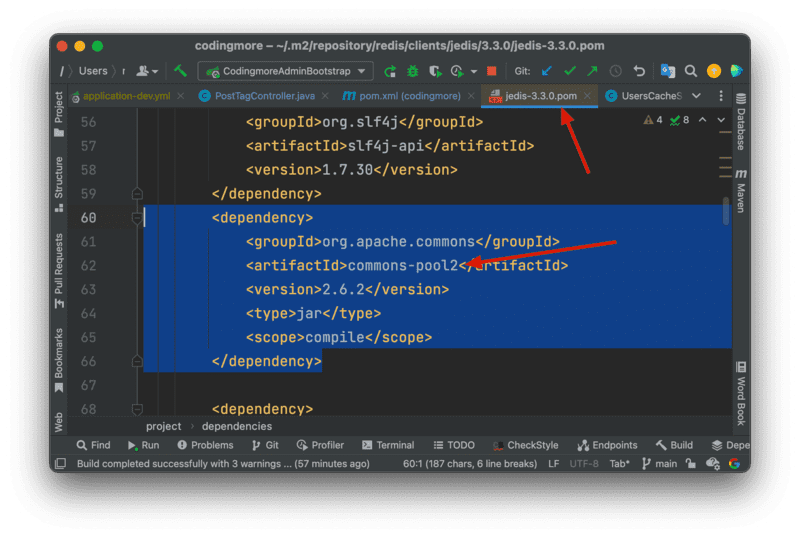 codingmore – ~/.m2/repository/redis/clients/jedis/3.3.0/jedis-3.3.0.pom
/ Users CodingmoreAdminBootstrap Git:
application-dev.yml PostTagController.java pom.xml (codingmore) jedis-3.3.0.pom UsersCacheS
Project
Structure
Pull Requests
Bookmarks
Web
56 <groupId>org.slf4j</groupId> 4 8
57 <artifactId>slf4j-api</artifactId>
58 <version>1.7.30</version>
59 </dependency>
60 <dependency>
61 <groupId>org.apache.commons</groupId>
62 <artifactId>commons-pool2</artifactId>
63 <version>2.6.2</version>
64 <type>jar</type>
65 <scope>compile</scope>
66 </dependency>
67
68 <dependency>
Database
m Maven
Word Book
project dependencies
Find Run Problems Git Profiler Terminal TODO CheckStyle Endpoints Build Depe
Build completed successfully with 3 warnings ... (57 minutes ago) 60:1 (187 chars, 6 line breaks) LF UTF-8 Tab* main